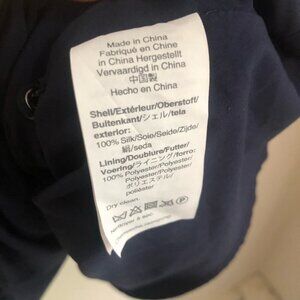 Made in China
Fabriqué en Chine
in China Hergestellt
Vervaardigd in China
中国製
Hecho en China
Shell/Extérieur/Oberstoff/
Buitenkant/シェル/tela
exterior:
100% Silk/Soie/Seide/Zijde/
絹/seda
Lining/Doublure/Futter/
Voering/ライニング/forro:
100% Polyester/Polyester/
Polyester/Polyester/
ポリエステル/
poliéster
Dry clean.
Nettoyer à sec.